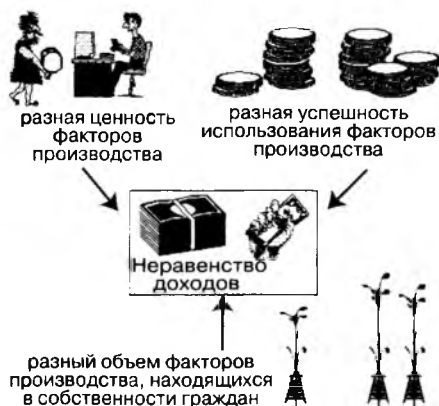 разная ценность
факторов
производства
разная успешность
использования факторов
производства
Неравенство
доходов
разный объем факторов
производства, находящихся
в собственности граждан